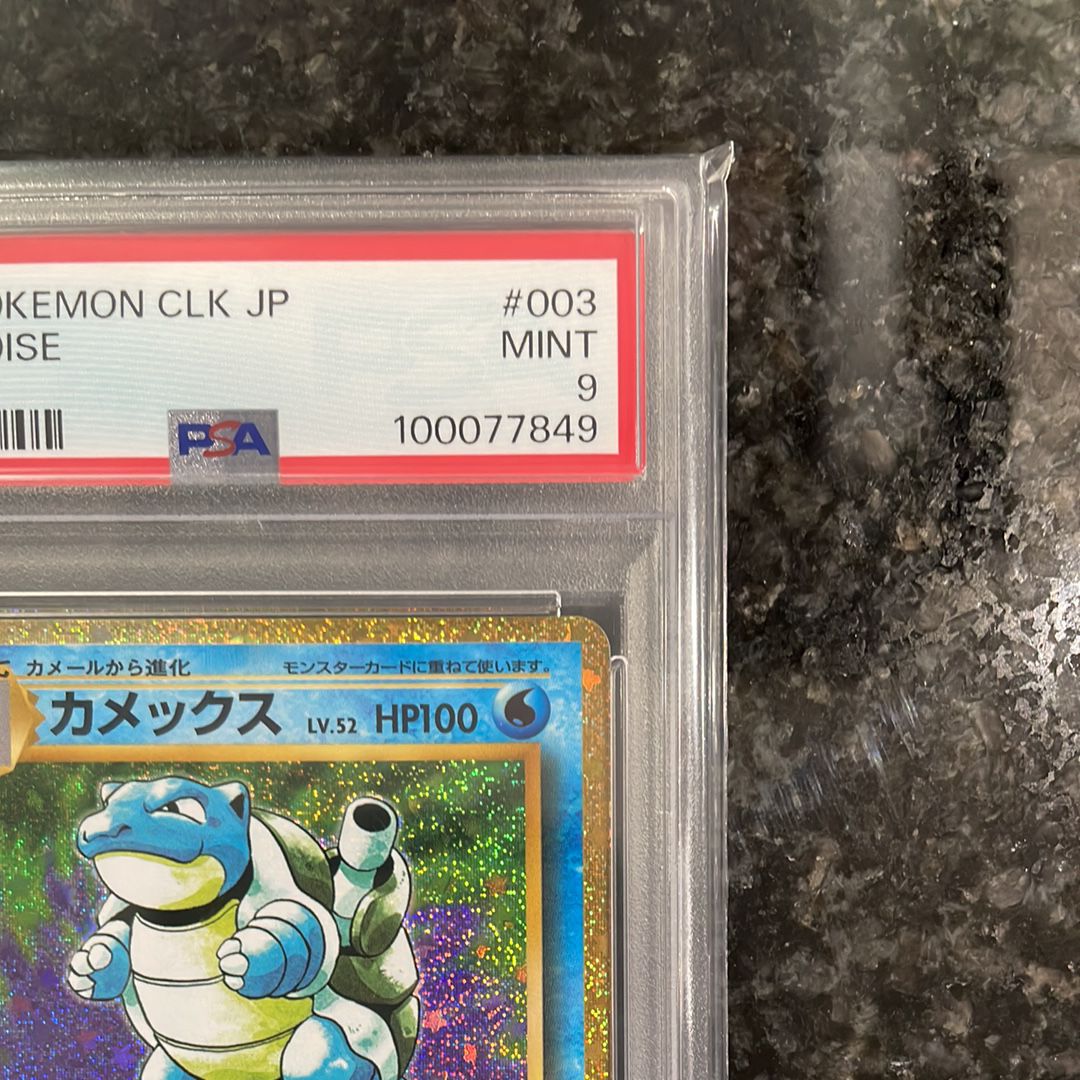 OKEMON CLK JP #003
OISE MINT
9
PSA 100077849
カメールから進化 モンスターカードに重ねて使います。
カメックス LV.52 HP100